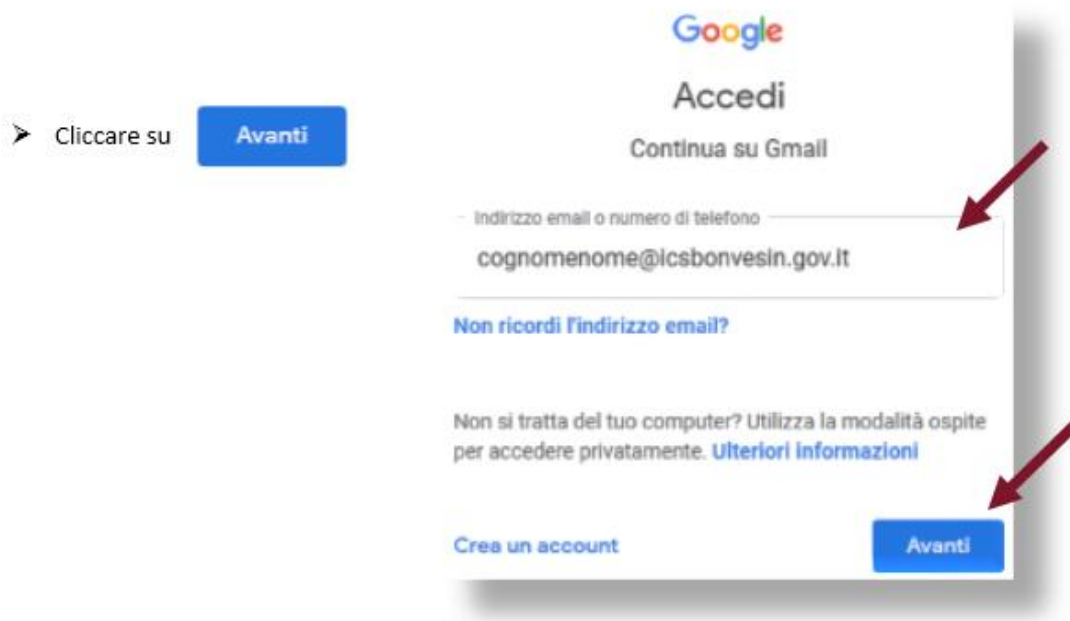 Google
Accedi
➤ Cliccare su Avanti
Continua su Gmail
Indirizzo email o numero di telefono
cognomenome@icsbonvesin.gov.it
Non ricordi l'indirizzo email?
Non si tratta del tuo computer? Utilizza la modalità ospite
per accedere privatamente. Ulteriori informazioni
Crea un account
Avanti